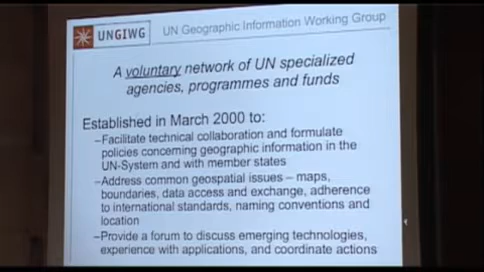 UNGIWG
UN Geographic Information Working Group
A voluntary network of UN specialized
agencies, programmes and funds
Established in March 2000 to:
–Facilitate technical collaboration and formulate
policies concerning geographic information in the
UN-System and with member states
–Address common geospatial issues – maps,
boundaries, data access and exchange, adherence
to international standards, naming conventions and
location
–Provide a forum to discuss emerging technologies,
experience with applications, and coordinate actions